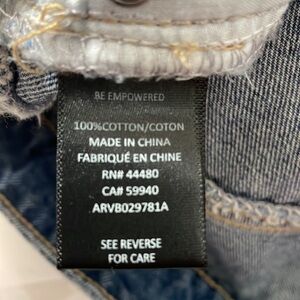 BE EMPOWERED
100%COTTON/COTON
MADE IN CHINA
FABRIQUÉ EN CHINE
RN# 44480
CA# 59940
ARVB029781A
SEE REVERSE
FOR CARE